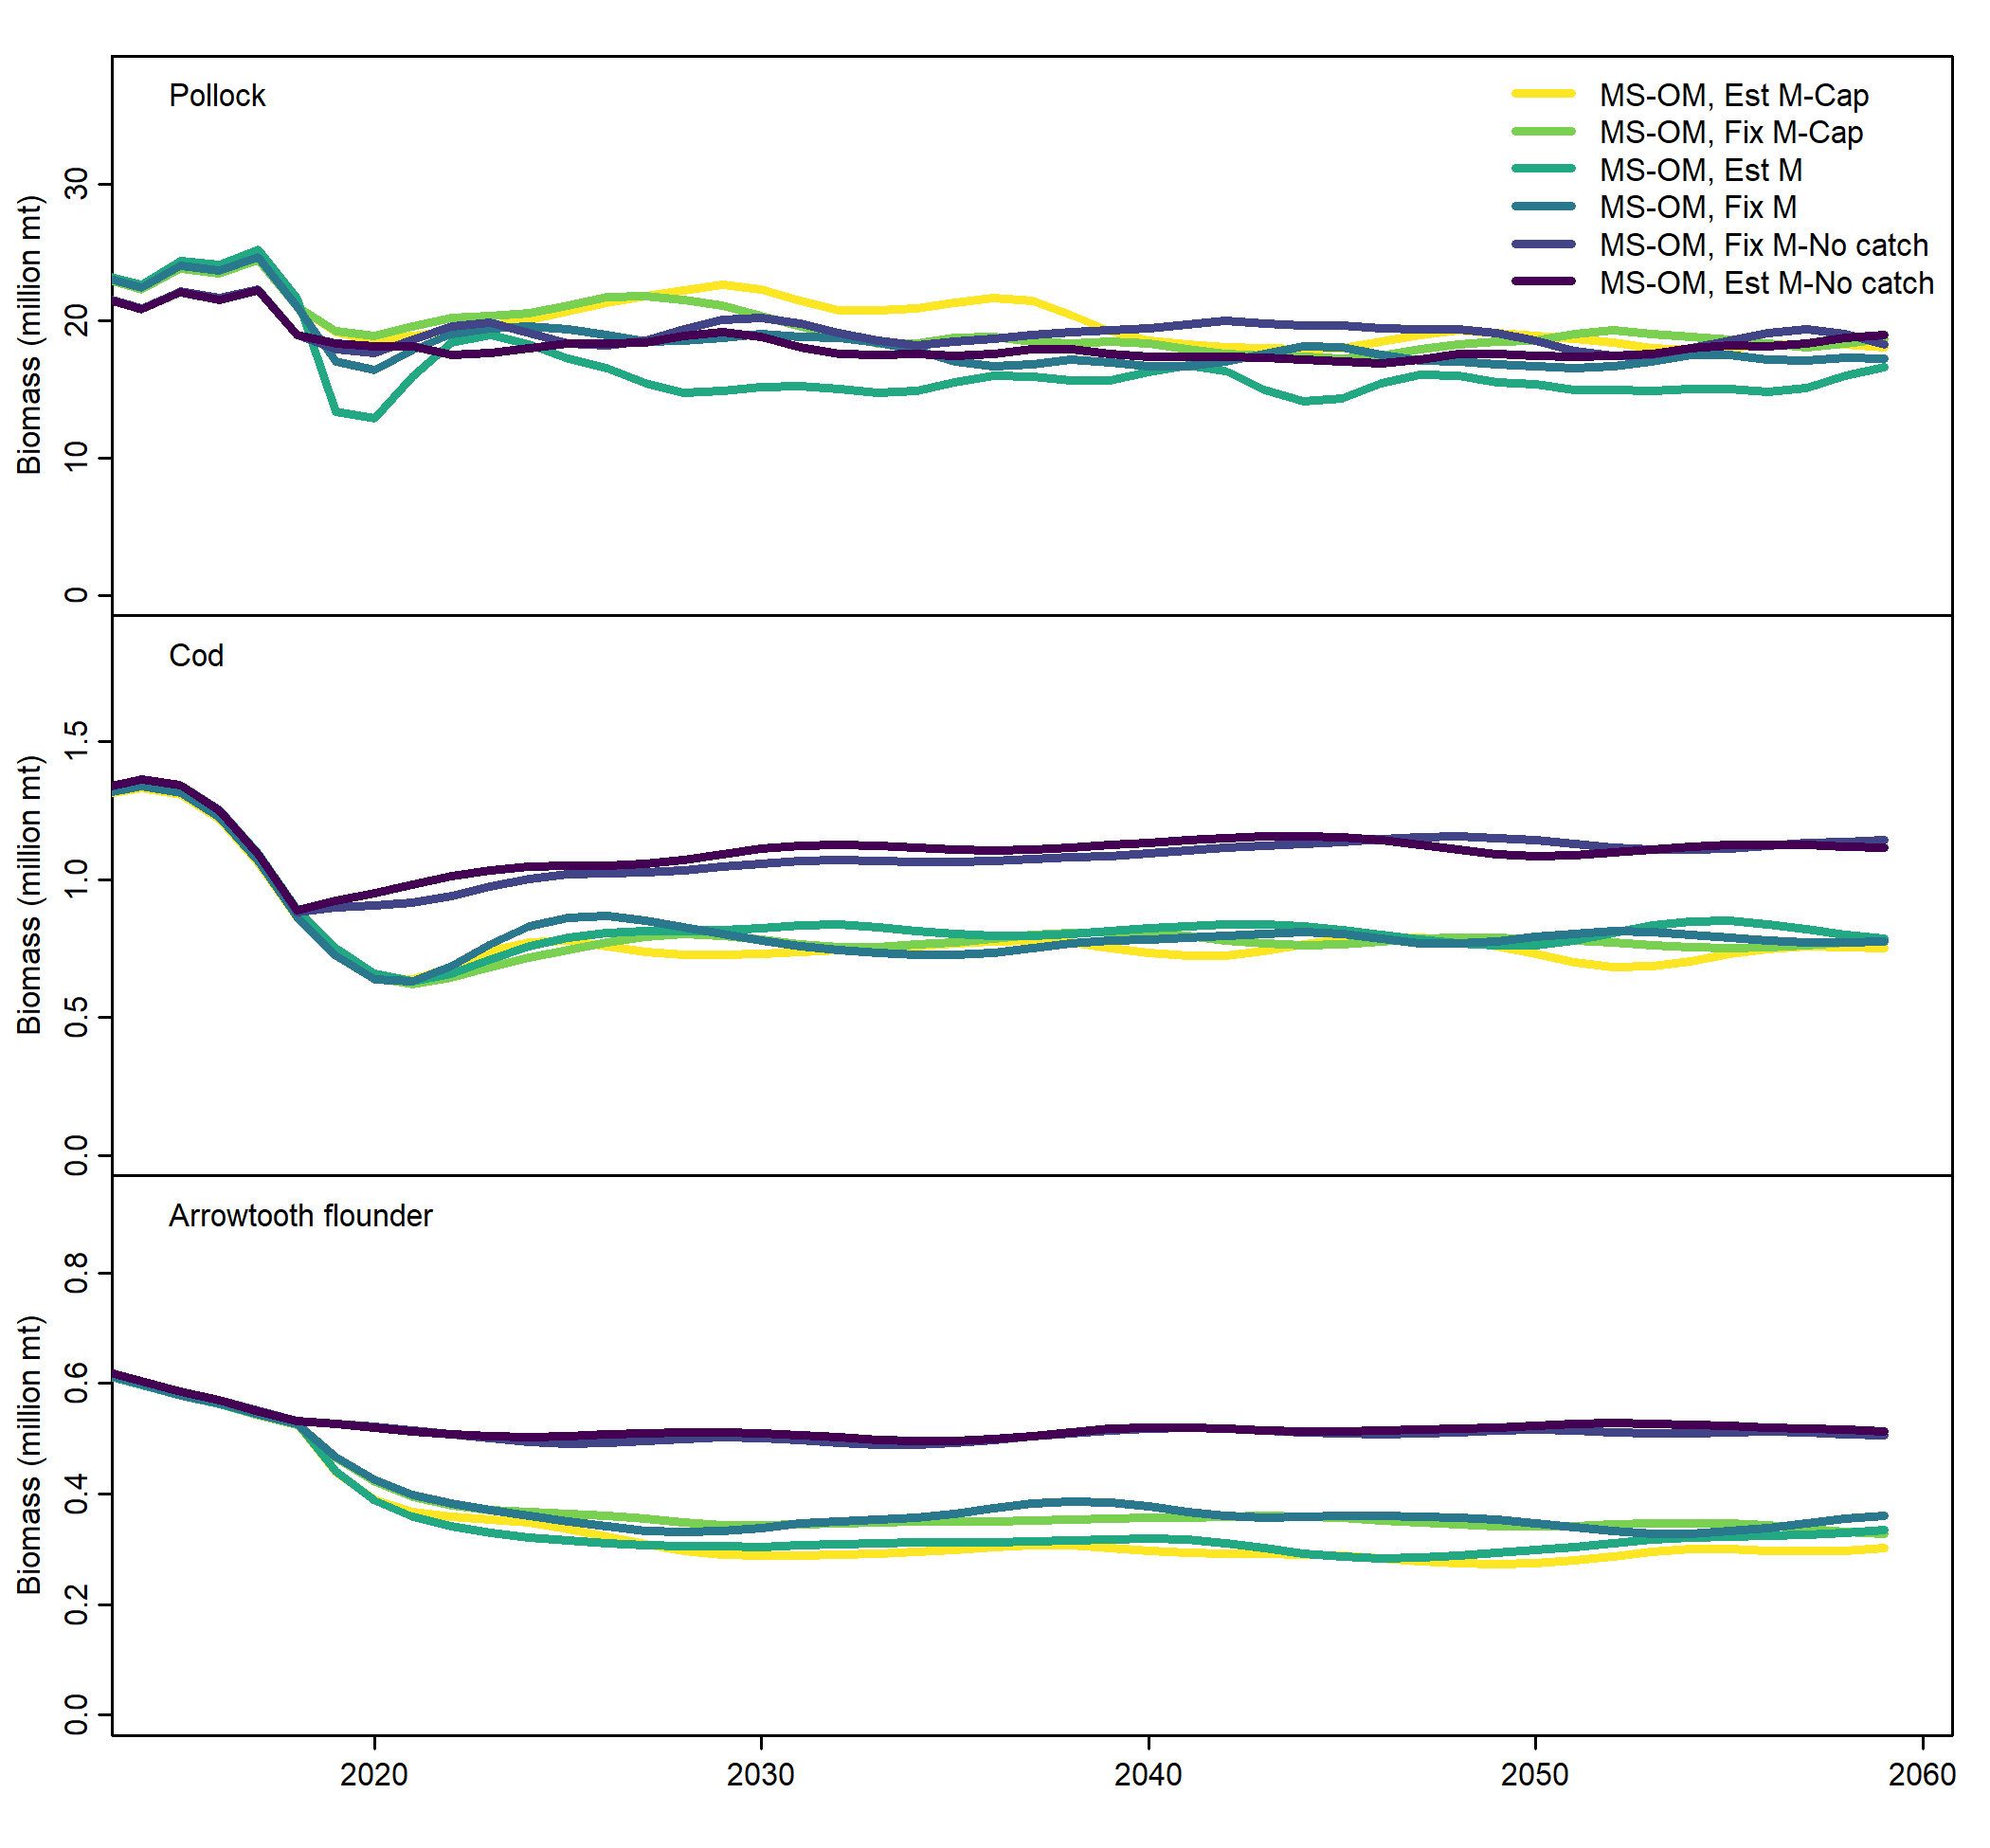 Pollock
MS-OM, Est M-Cap
MS-OM, Fix M-Cap
MS-OM, Est M
MS-OM, Fix M
MS-OM, Fix M-No catch
MS-OM, Est M-No catch
Biomass (million mt)
30
20
10
0
Cod
Biomass (million mt)
1.5
1.0
0.5
0.0
Arrowtooth flounder
Biomass (million mt)
0.8
0.6
0.4
0.2
0.0
2020 2030 2040 2050 2060